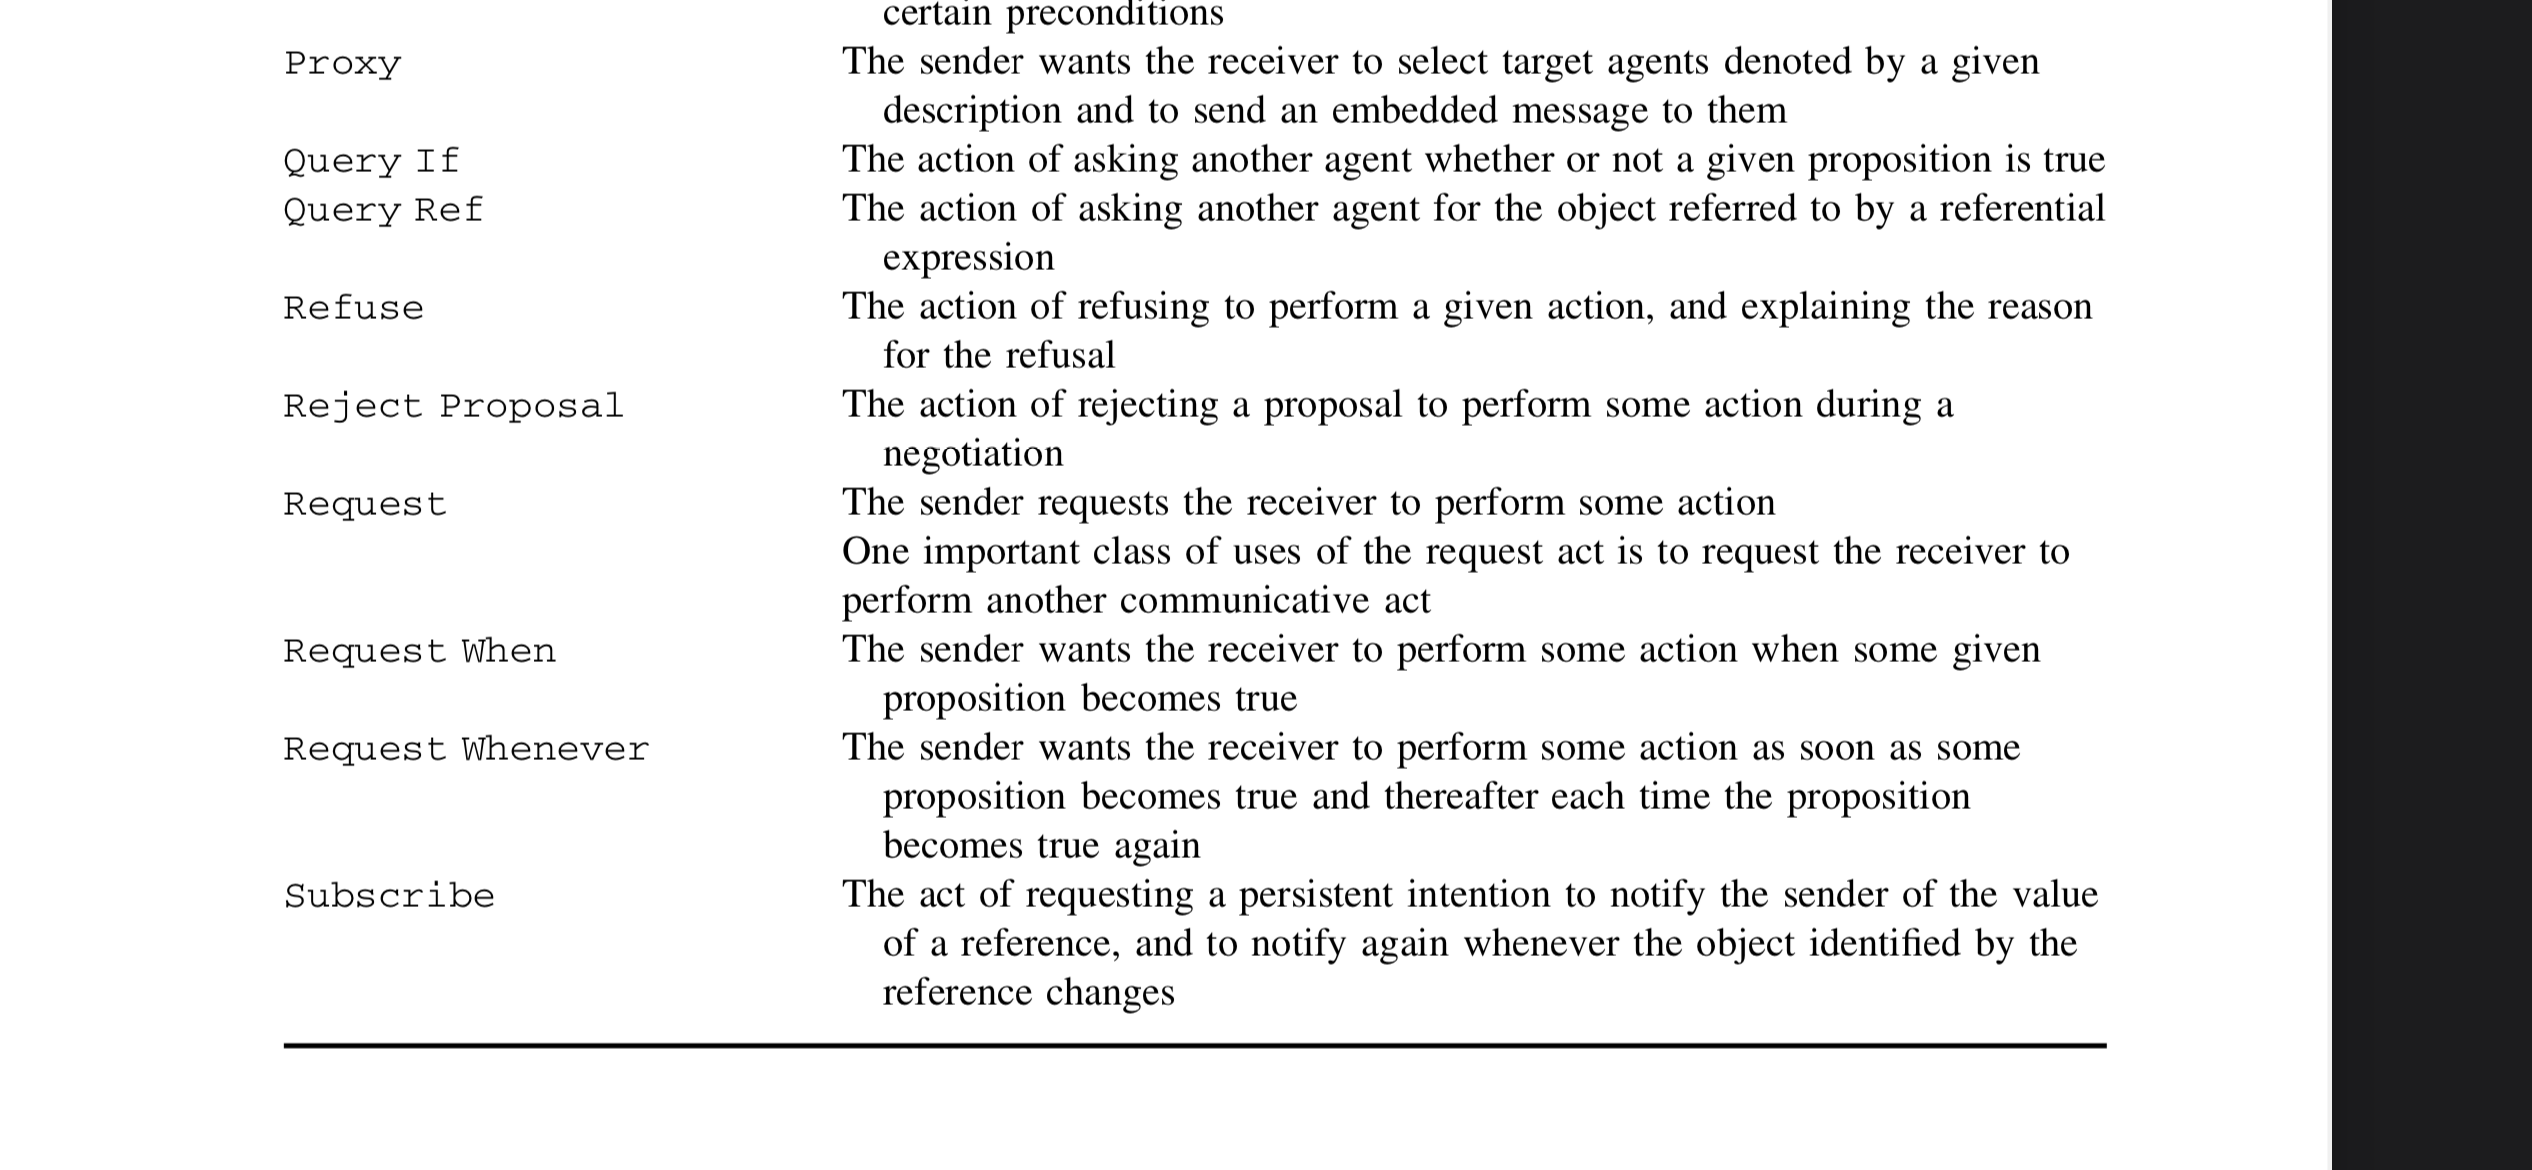 certain preconditions
Proxy The sender wants the receiver to select target agents denoted by a given
description and to send an embedded message to them
Query If The action of asking another agent whether or not a given proposition is true
Query Ref The action of asking another agent for the object referred to by a referential
expression
Refuse The action of refusing to perform a given action, and explaining the reason
for the refusal
Reject Proposal The action of rejecting a proposal to perform some action during a
negotiation
Request The sender requests the receiver to perform some action
One important class of uses of the request act is to request the receiver to
perform another communicative act
Request When The sender wants the receiver to perform some action when some given
proposition becomes true
Request Whenever The sender wants the receiver to perform some action as soon as some
proposition becomes true and thereafter each time the proposition
becomes true again
Subscribe The act of requesting a persistent intention to notify the sender of the value
of a reference, and to notify again whenever the object identified by the
reference changes